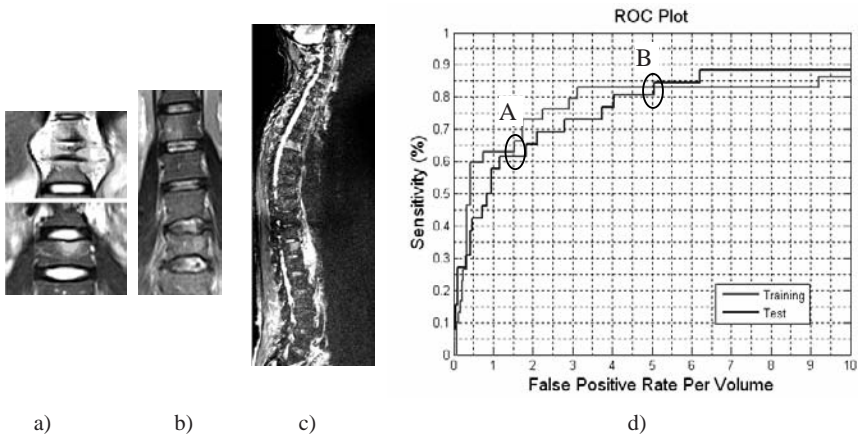 ROC Plot
1
0.9
0.8
0.7
0.6
0.5
0.4
0.3
0.2
0.1
0
Sensitivity (%)
A
B
Training
Test
0 1 2 3 4 5 6 7 8 9 10
False Positive Rate Per Volume
a) b) c) d)